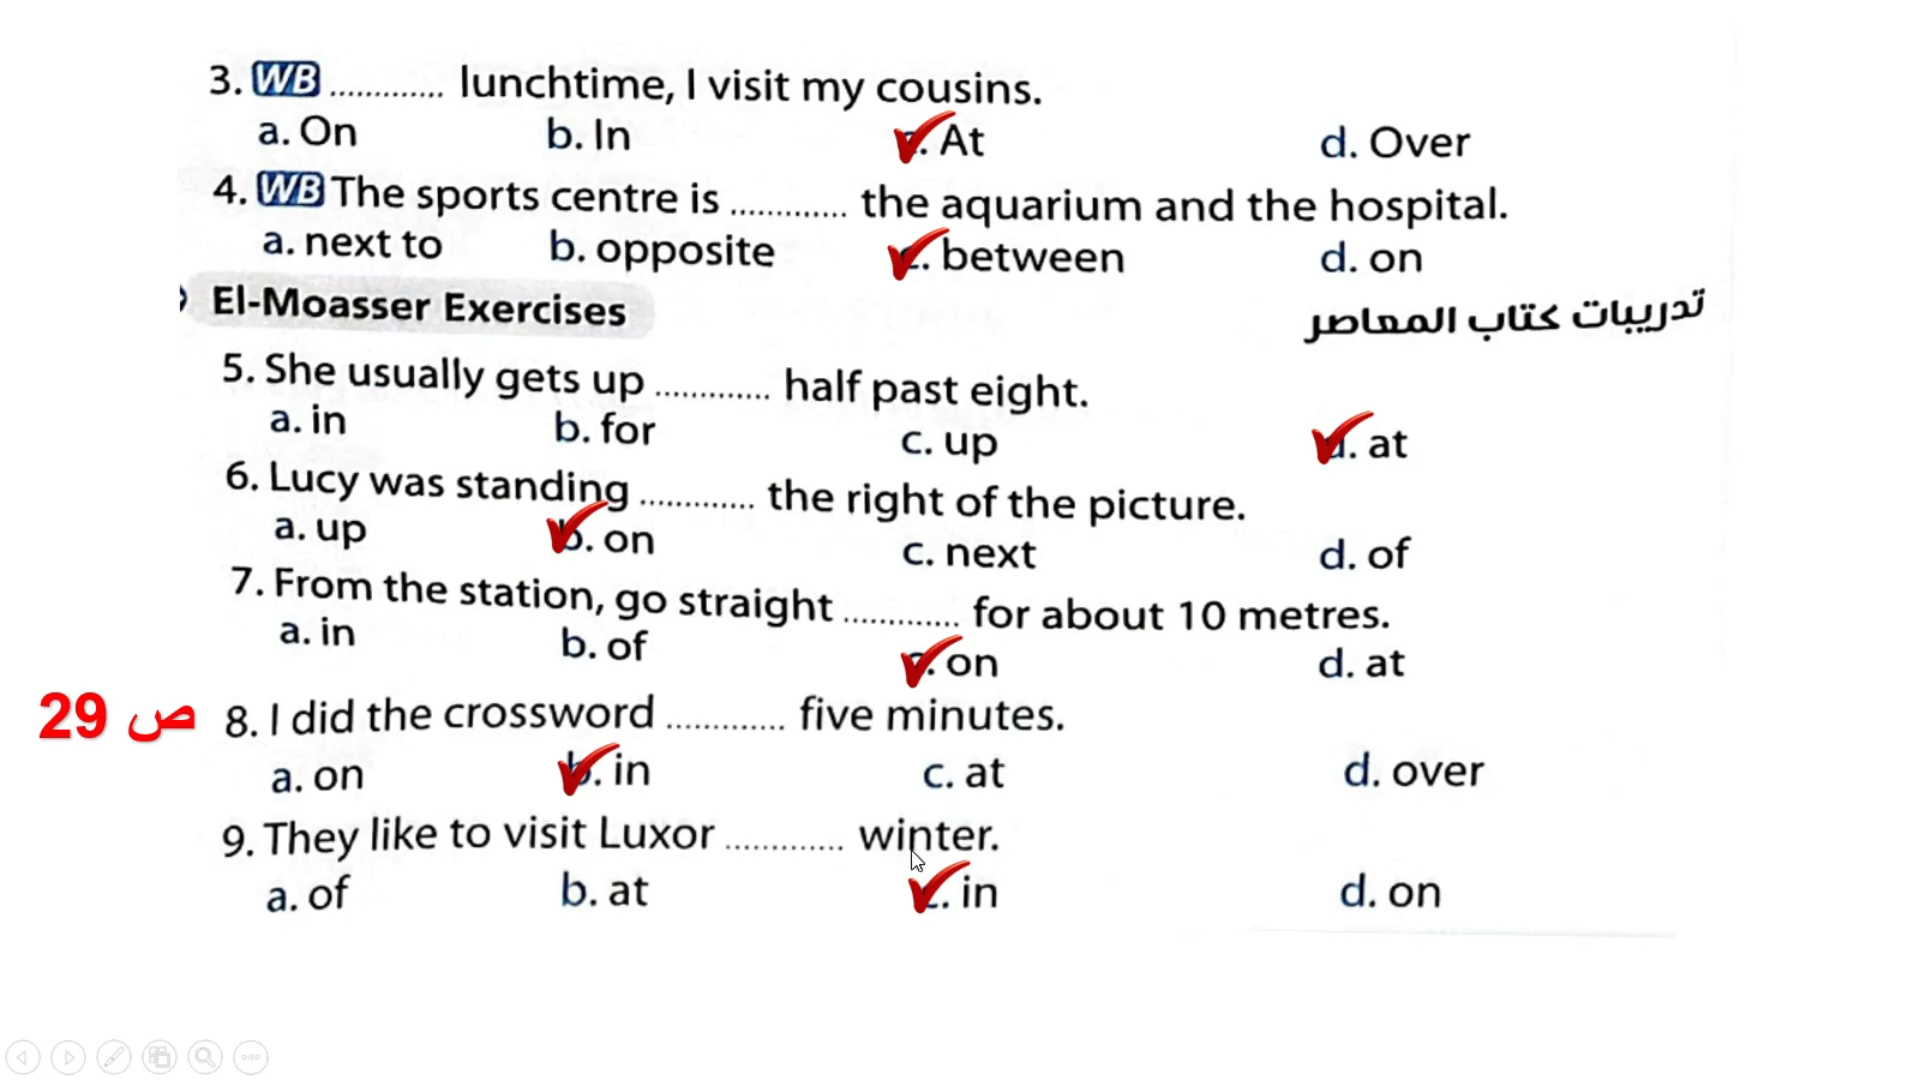 3. WB ............. lunchtime, I visit my cousins.
a. On b. In c. At d. Over
4. WB The sports centre is ............. the aquarium and the hospital.
a. next to b. opposite c. between d. on
El-Moasser Exercises تدريبات كتاب المعاصر
5. She usually gets up ............. half past eight.
a. in b. for c. up d. at
6. Lucy was standing ............. the right of the picture.
a. up b. on c. next d. of
7. From the station, go straight ............. for about 10 metres.
a. in b. of c. on d. at
ص 29
8. I did the crossword ............. five minutes.
a. on b. in c. at d. over
9. They like to visit Luxor ............. winter.
a. of b. at c. in d. on